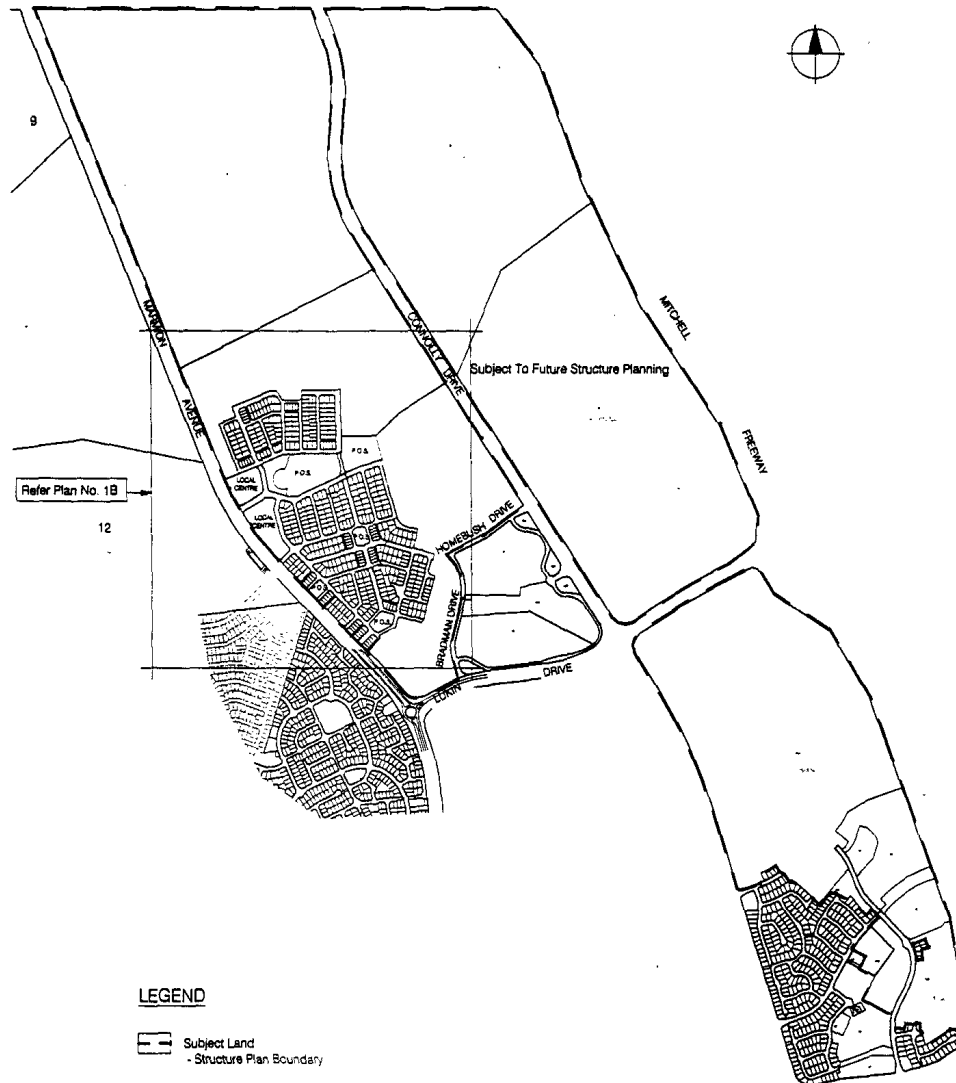 9
MARMION
AVENUE
CONNOLLY DRIVE
MITCHELL
FREEWAY
Subject To Future Structure Planning
P.O.S.
P.O.S.
LOCAL
CENTRE
LOCAL
CENTRE
Refer Plan No. 1B
12
P.O.S.
HOMEBUSH DRIVE
BRADMAN DRIVE
P.O.S.
LUKIN
DRIVE
LEGEND
Subject Land
- Structure Plan Boundary